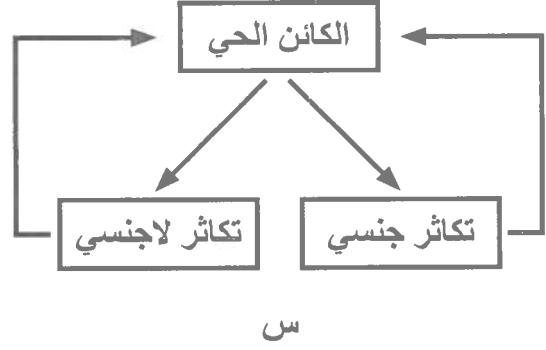 الكائن الحي
تكاثر جنسي
تكاثر لاجنسي
س